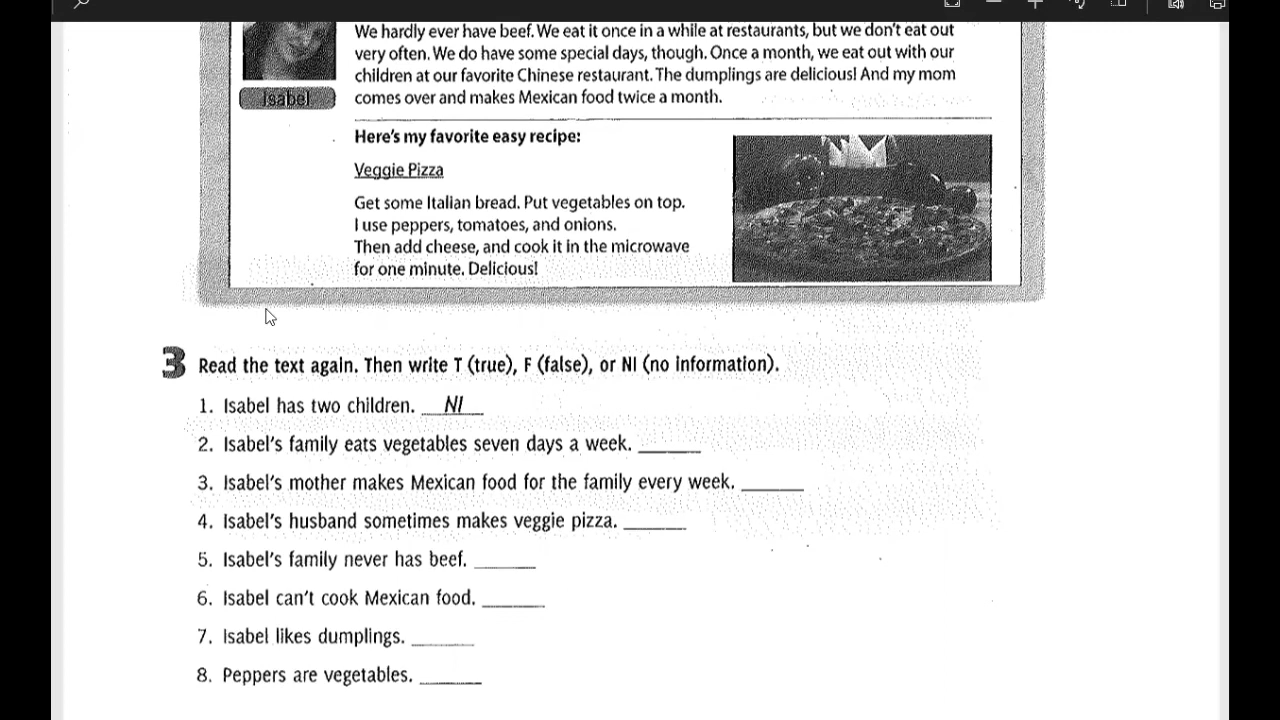 We hardly ever have beef. We eat it once in a while at restaurants, but we don't eat out
very often. We do have some special days, though. Once a month, we eat out with our
children at our favorite Chinese restaurant. The dumplings are delicious! And my mom
comes over and makes Mexican food twice a month.
Isabel
Here's my favorite easy recipe:
Veggie Pizza
Get some Italian bread. Put vegetables on top.
I use peppers, tomatoes, and onions.
Then add cheese, and cook it in the microwave
for one minute. Delicious!
3 Read the text again. Then write T (true), F (false), or NI (no information).
1. Isabel has two children. NI
2. Isabel's family eats vegetables seven days a week.
3. Isabel's mother makes Mexican food for the family every week.
4. Isabel's husband sometimes makes veggie pizza.
5. Isabel's family never has beef.
6. Isabel can't cook Mexican food.
7. Isabel likes dumplings.
8. Peppers are vegetables.